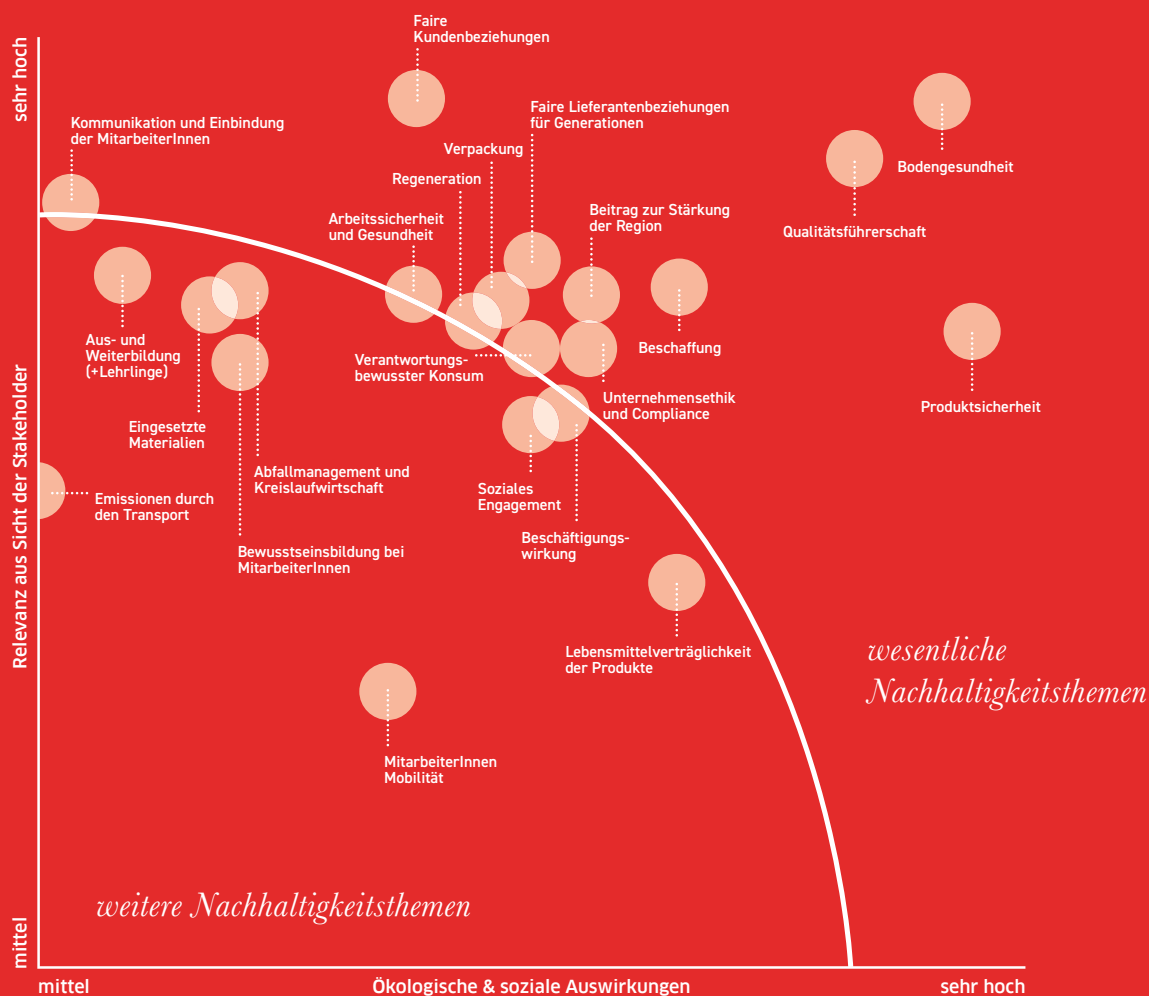 Faire
Kundenbeziehungen
sehr hoch
Kommunikation und Einbindung
der MitarbeiterInnen
Faire Lieferantenbeziehungen
für Generationen
Verpackung
Regeneration
Bodengesundheit
Arbeitssicherheit
und Gesundheit
Beitrag zur Stärkung
der Region
Qualitätsführerschaft
Aus- und
Weiterbildung
(+Lehrlinge)
Verantwortungs-
bewusster Konsum
Beschaffung
Unternehmensethik
und Compliance
Produktsicherheit
Eingesetzte
Materialien
Relevanz aus Sicht der Stakeholder
Abfallmanagement und
Kreislaufwirtschaft
Emissionen durch
den Transport
Soziales
Engagement
Beschäftigungs-
wirkung
Bewusstseinsbildung bei
MitarbeiterInnen
Lebensmittelverträglichkeit
der Produkte
wesentliche
Nachhaltigkeitsthemen
MitarbeiterInnen
Mobilität
weitere Nachhaltigkeitsthemen
mittel
mittel
Ökologische & soziale Auswirkungen
sehr hoch